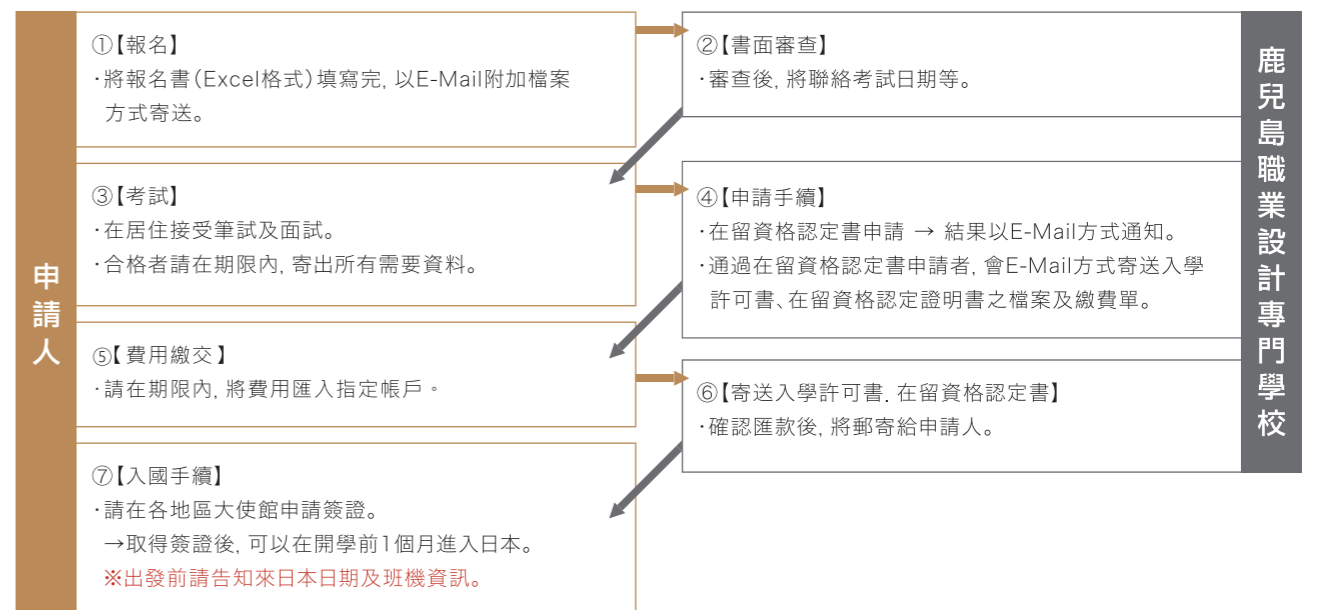 申請人
①【報名】
·將報名書(Excel格式)填寫完, 以E-Mail附加檔案
方式寄送。
②【書面審查】
·審查後, 將聯絡考試日期等。
③【考試】
·在居住接受筆試及面試。
·合格者請在期限內, 寄出所有需要資料。
④【申請手續】
·在留資格認定書申請 → 結果以E-Mail方式通知。
·通過在留資格認定書申請者, 會E-Mail方式寄送入學
許可書、在留資格認定證明書之檔案及繳費單。
⑤【費用繳交】
·請在期限內, 將費用匯入指定帳戶。
⑥【寄送入學許可書. 在留資格認定書】
·確認匯款後, 將郵寄給申請人。
⑦【入國手續】
·請在各地區大使館申請簽證。
→取得簽證後, 可以在開學前1個月進入日本。
※出發前請告知來日本日期及班機資訊。
鹿兒島職業設計專門學校